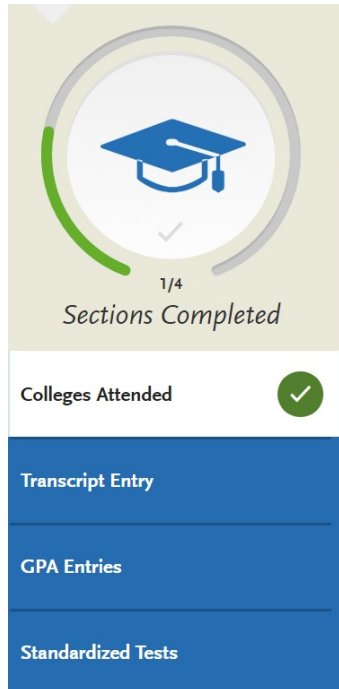 1/4
Sections Completed
Colleges Attended
Transcript Entry
GPA Entries
Standardized Tests